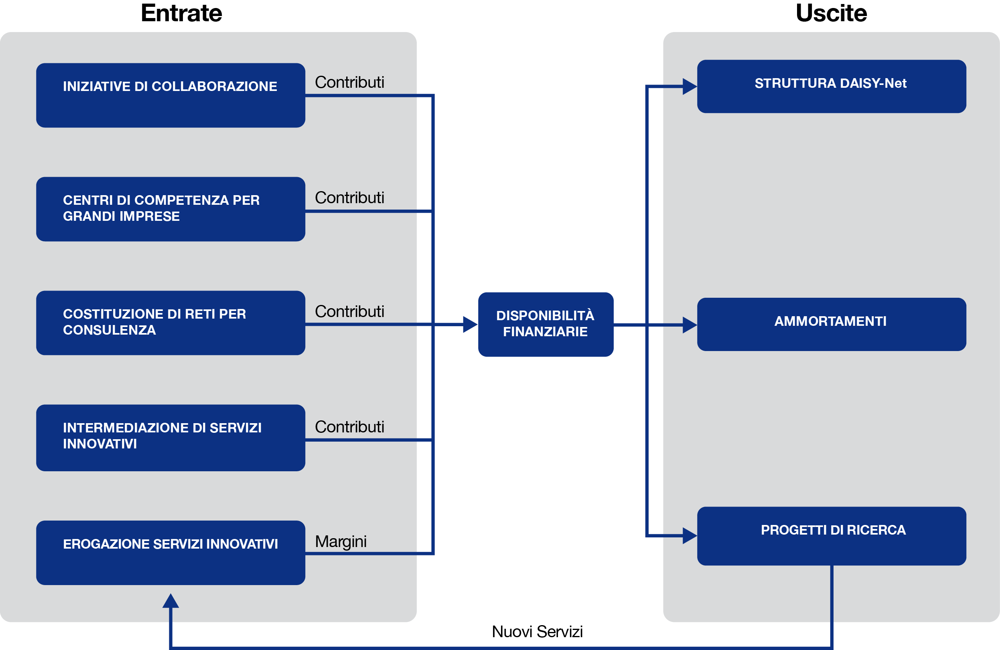 Entrate
Uscite
INIZIATIVE DI COLLABORAZIONE
Contributi
CENTRI DI COMPETENZA PER
GRANDI IMPRESE
Contributi
COSTITUZIONE DI RETI PER
CONSULENZA
Contributi
INTERMEDIAZIONE DI SERVIZI
INNOVATIVI
Contributi
EROGAZIONE SERVIZI INNOVATIVI
Margini
DISPONIBILITÀ
FINANZIARIE
STRUTTURA DAISY-Net
AMMORTAMENTI
PROGETTI DI RICERCA
Nuovi Servizi